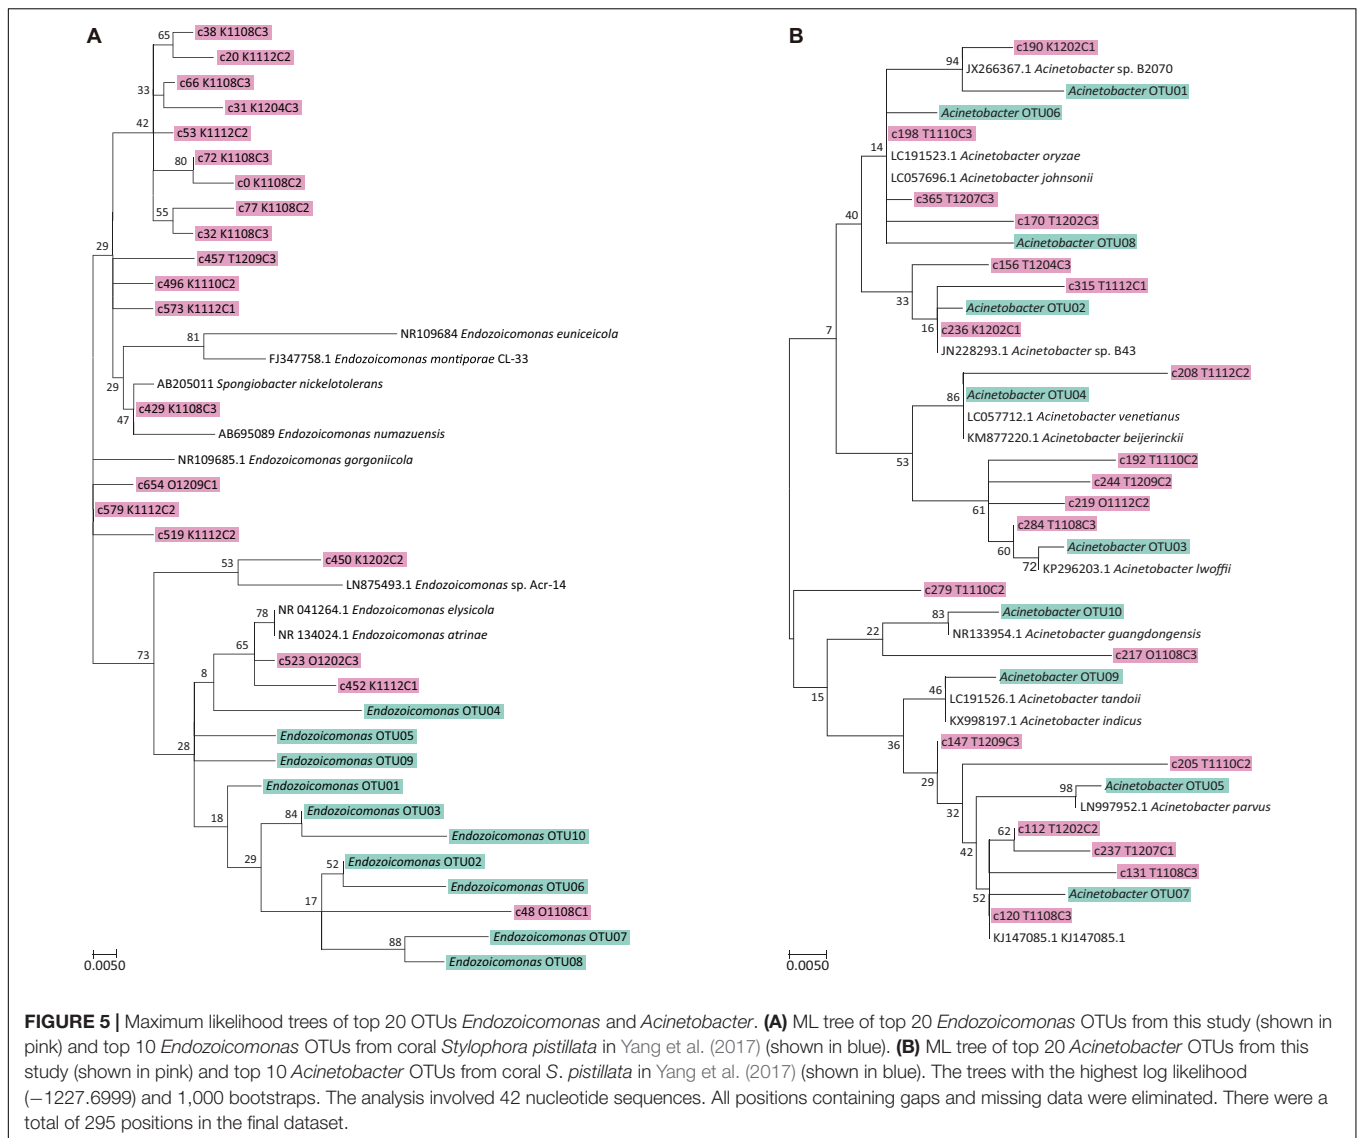 A
c38 K1108C3
65
c20 K1112C2
c66 K1108C3
33
c31 K1204C3
42
c53 K1112C2
c72 K1108C3
80
c0 K1108C2
c77 K1108C2
55
c32 K1108C3
29
c457 T1209C3
c496 K1110C2
c573 K1112C1
NR109684 Endozoicomonas euniceicola
81
FJ347758.1 Endozoicomonas montiporae CL-33
29
AB205011 Spongiobacter nickelotolerans
c429 K1108C3
47
AB695089 Endozoicomonas numazuensis
NR109685.1 Endozoicomonas gorgoniicola
c654 O1209C1
c579 K1112C2
c519 K1112C2
c450 K1202C2
53
LN875493.1 Endozoicomonas sp. Acr-14
NR 041264.1 Endozoicomonas elysicola
78
NR 134024.1 Endozoicomonas atrinae
65
73
c523 O1202C3
c452 K1112C1
8
Endozoicomonas OTU04
Endozoicomonas OTU05
28
Endozoicomonas OTU09
Endozoicomonas OTU01
Endozoicomonas OTU03
84
18
Endozoicomonas OTU10
29
Endozoicomonas OTU02
52
Endozoicomonas OTU06
17
c48 O1108C1
Endozoicomonas OTU07
88
Endozoicomonas OTU08
0.0050
B
c190 K1202C1
94
JX266367.1 Acinetobacter sp. B2070
Acinetobacter OTU01
Acinetobacter OTU06
c198 T1110C3
14
LC191523.1 Acinetobacter oryzae
LC057696.1 Acinetobacter johnsonii
c365 T1207C3
40
c170 T1202C3
Acinetobacter OTU08
c156 T1204C3
c315 T1112C1
33
Acinetobacter OTU02
16
c236 K1202C1
7
JN228293.1 Acinetobacter sp. B43
c208 T1112C2
86
Acinetobacter OTU04
LC057712.1 Acinetobacter venetianus
KM877220.1 Acinetobacter beijerinckii
53
c192 T1110C2
c244 T1209C2
c219 O1112C2
61
c284 T1108C3
60
Acinetobacter OTU03
72
KP296203.1 Acinetobacter lwoffii
c279 T1110C2
Acinetobacter OTU10
83
NR133954.1 Acinetobacter guangdongensis
22
c217 O1108C3
Acinetobacter OTU09
46
15
LC191526.1 Acinetobacter tandoii
KX998197.1 Acinetobacter indicus
36
c147 T1209C3
c205 T1110C2
29
Acinetobacter OTU05
98
LN997952.1 Acinetobacter parvus
32
c112 T1202C2
62
42
c237 T1207C1
c131 T1108C3
Acinetobacter OTU07
52
c120 T1108C3
KJ147085.1 KJ147085.1
0.0050
FIGURE 5 | Maximum likelihood trees of top 20 OTUs Endozoicomonas and Acinetobacter. (A) ML tree of top 20 Endozoicomonas OTUs from this study (shown in
pink) and top 10 Endozoicomonas OTUs from coral Stylophora pistillata in Yang et al. (2017) (shown in blue). (B) ML tree of top 20 Acinetobacter OTUs from this
study (shown in pink) and top 10 Acinetobacter OTUs from coral S. pistillata in Yang et al. (2017) (shown in blue). The trees with the highest log likelihood
(−1227.6999) and 1,000 bootstraps. The analysis involved 42 nucleotide sequences. All positions containing gaps and missing data were eliminated. There were a
total of 295 positions in the final dataset.